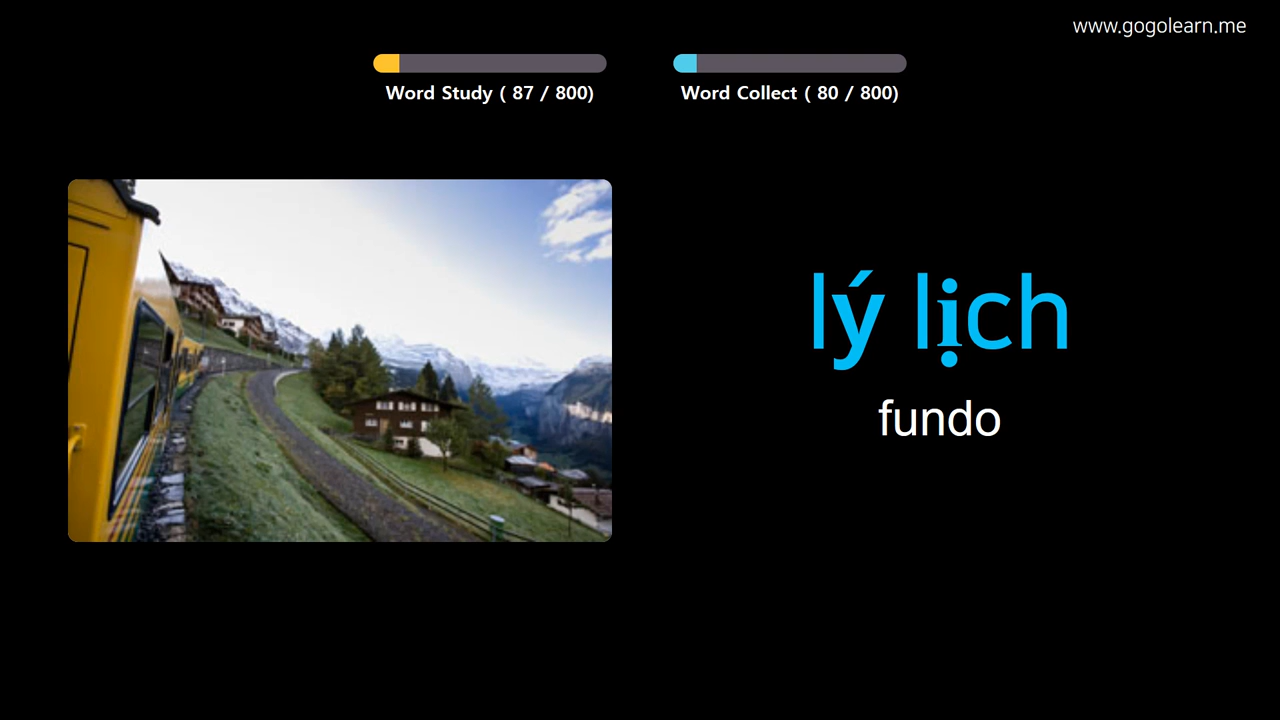 www.gogolearn.me
Word Study ( 87 / 800)
Word Collect ( 80 / 800)
lý lịch
fundo